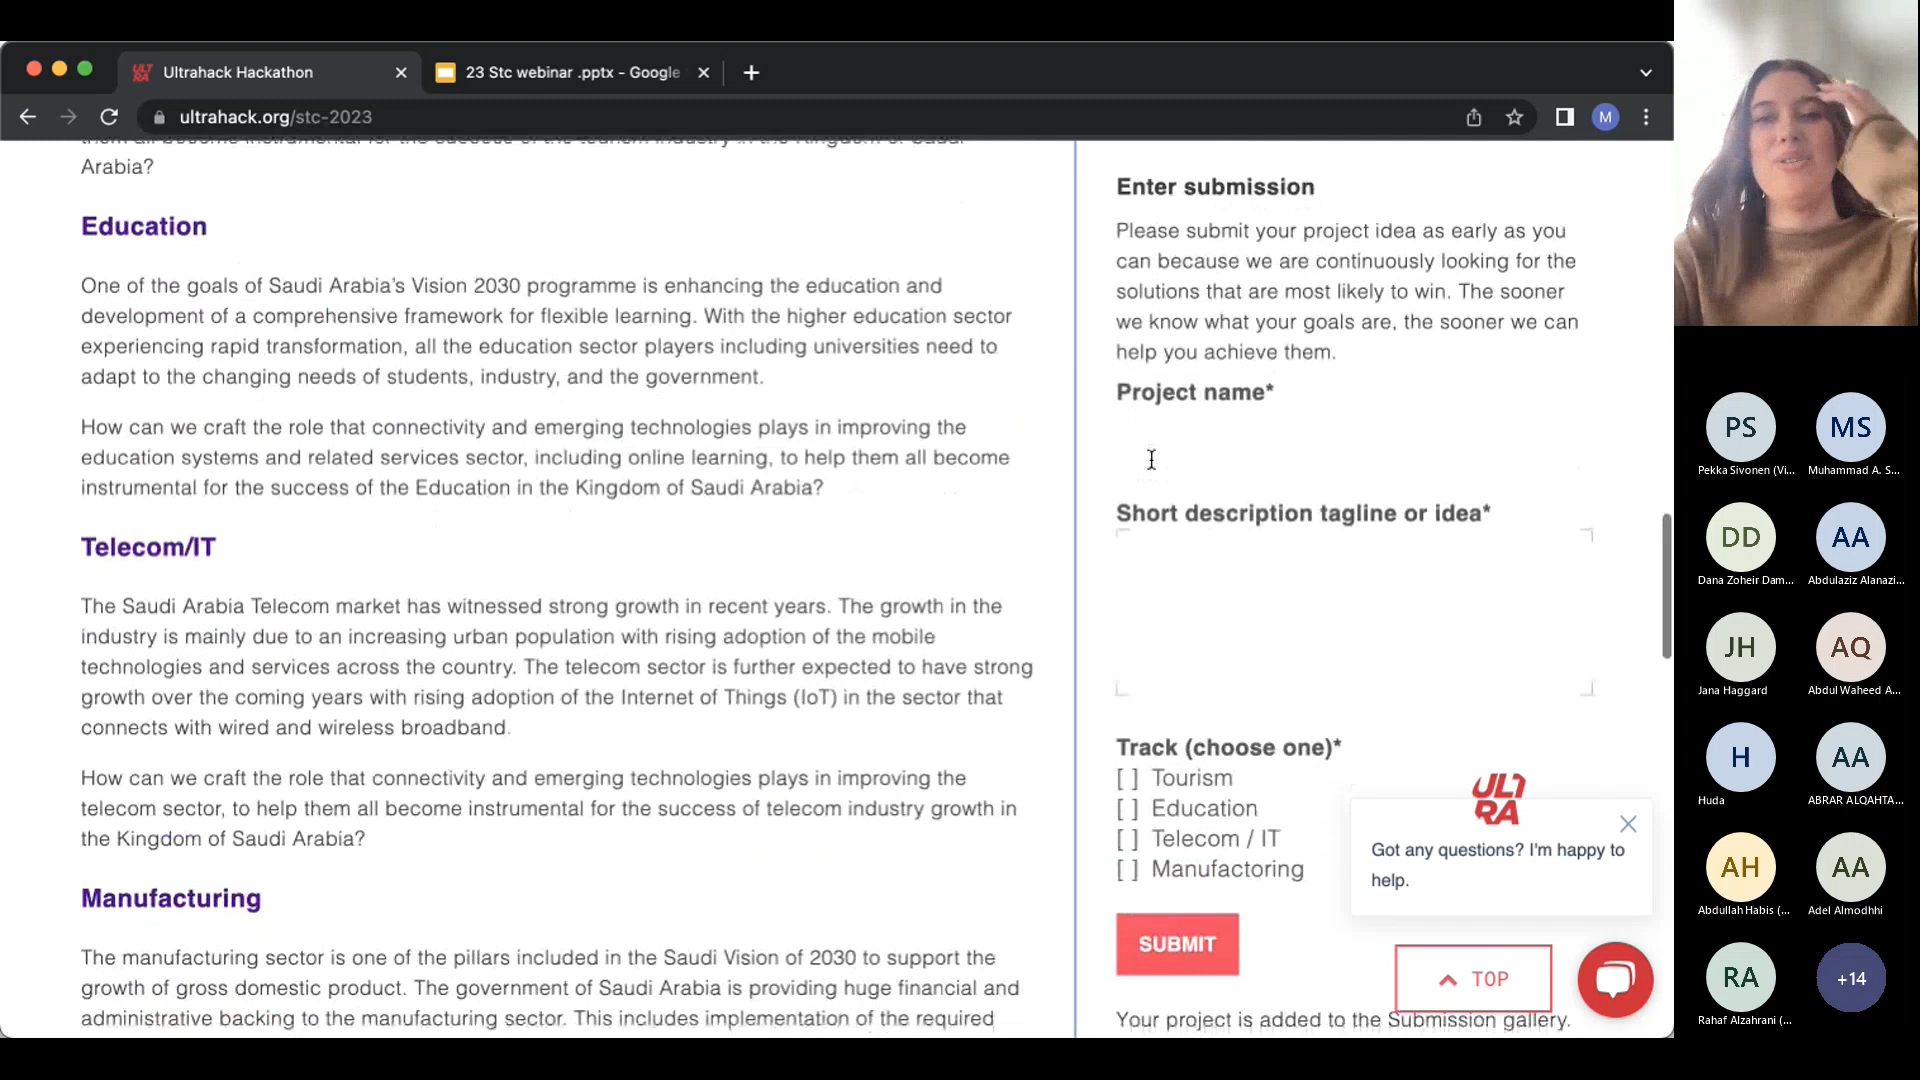 Ultrahack Hackathon
23 Stc webinar .pptx - Google
ultrahack.org/stc-2023
M
them all become instrumental for the success of the tourism industry in the Kingdom of Saudi
Arabia?
Education
One of the goals of Saudi Arabia's Vision 2030 programme is enhancing the education and
development of a comprehensive framework for flexible learning. With the higher education sector
experiencing rapid transformation, all the education sector players including universities need to
adapt to the changing needs of students, industry, and the government.
How can we craft the role that connectivity and emerging technologies plays in improving the
education systems and related services sector, including online learning, to help them all become
instrumental for the success of the Education in the Kingdom of Saudi Arabia?
Telecom/IT
The Saudi Arabia Telecom market has witnessed strong growth in recent years. The growth in the
industry is mainly due to an increasing urban population with rising adoption of the mobile
technologies and services across the country. The telecom sector is further expected to have strong
growth over the coming years with rising adoption of the Internet of Things (IoT) in the sector that
connects with wired and wireless broadband.
How can we craft the role that connectivity and emerging technologies plays in improving the
telecom sector, to help them all become instrumental for the success of telecom industry growth in
the Kingdom of Saudi Arabia?
Manufacturing
The manufacturing sector is one of the pillars included in the Saudi Vision of 2030 to support the
growth of gross domestic product. The government of Saudi Arabia is providing huge financial and
administrative backing to the manufacturing sector. This includes implementation of the required
Enter submission
Please submit your project idea as early as you
can because we are continuously looking for the
solutions that are most likely to win. The sooner
we know what your goals are, the sooner we can
help you achieve them.
Project name*
Short description tagline or idea*
Track (choose one)*
[ ] Tourism
[ ] Education
[ ] Telecom / IT
[ ] Manufactoring
SUBMIT
Your project is added to the Submission gallery.
ULT
RA
Got any questions? I'm happy to
help.
TOP
PS
Pekka Sivonen (Vi...
MS
Muhammad A. S...
DD
Dana Zoheir Dam...
AA
Abdulaziz Alanazi...
JH
Jana Haggard
AQ
Abdul Waheed A...
H
Huda
AA
ABRAR ALQAHTA...
AH
Abdullah Habis (...
AA
Adel Almodhhi
RA
Rahaf Alzahrani (...
+14